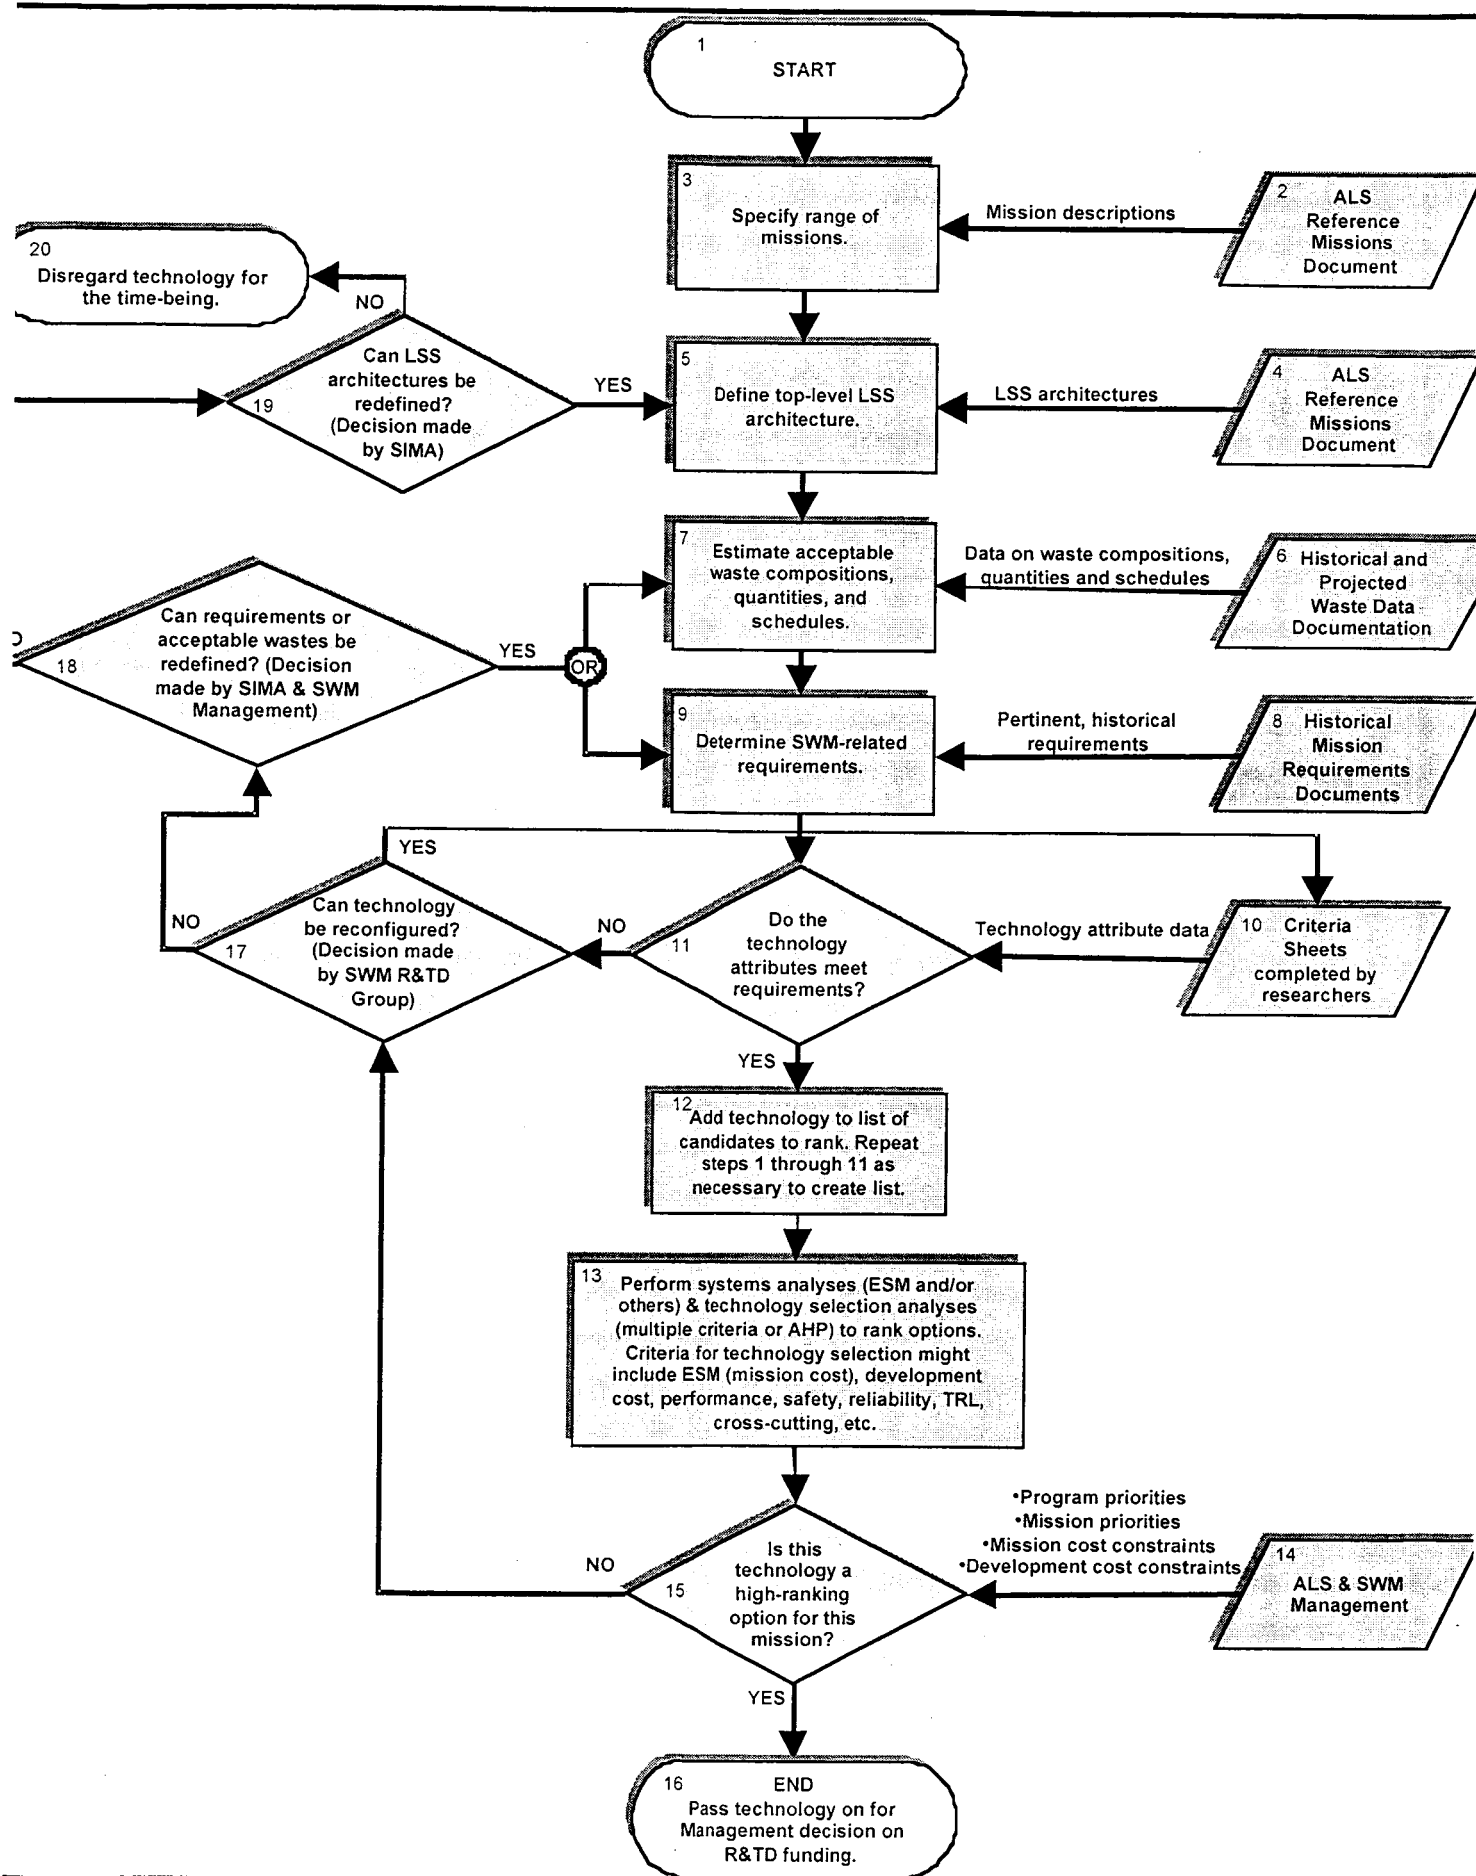 1
START
3
Specify range of
missions.
Mission descriptions
2
ALS
Reference
Missions
Document
20
Disregard technology for
the time-being.
NO
Can LSS
architectures be
redefined?
(Decision made
by SIMA)
19
YES
5
Define top-level LSS
architecture.
LSS architectures
4
ALS
Reference
Missions
Document
7
Estimate acceptable
waste compositions,
quantities, and
schedules.
Data on waste compositions,
quantities and schedules
6
Historical and
Projected
Waste Data
Documentation
Can requirements or
acceptable wastes be
redefined? (Decision
made by SIMA & SWM
Management)
18
YES
OR
9
Determine SWM-related
requirements.
Pertinent, historical
requirements
8
Historical
Mission
Requirements
Documents
YES
NO
Can technology
be reconfigured?
(Decision made
by SWM R&TD
Group)
17
NO
Do the
technology
attributes meet
requirements?
11
Technology attribute data
10
Criteria
Sheets
completed by
researchers
YES
12
Add technology to list of
candidates to rank. Repeat
steps 1 through 11 as
necessary to create list.
13
Perform systems analyses (ESM and/or
others) & technology selection analyses
(multiple criteria or AHP) to rank options.
Criteria for technology selection might
include ESM (mission cost), development
cost, performance, safety, reliability, TRL,
cross-cutting, etc.
NO
Is this
technology a
high-ranking
option for this
mission?
15
•Program priorities
•Mission priorities
•Mission cost constraints
•Development cost constraints
14
ALS & SWM
Management
YES
16
END
Pass technology on for
Management decision on
R&TD funding.